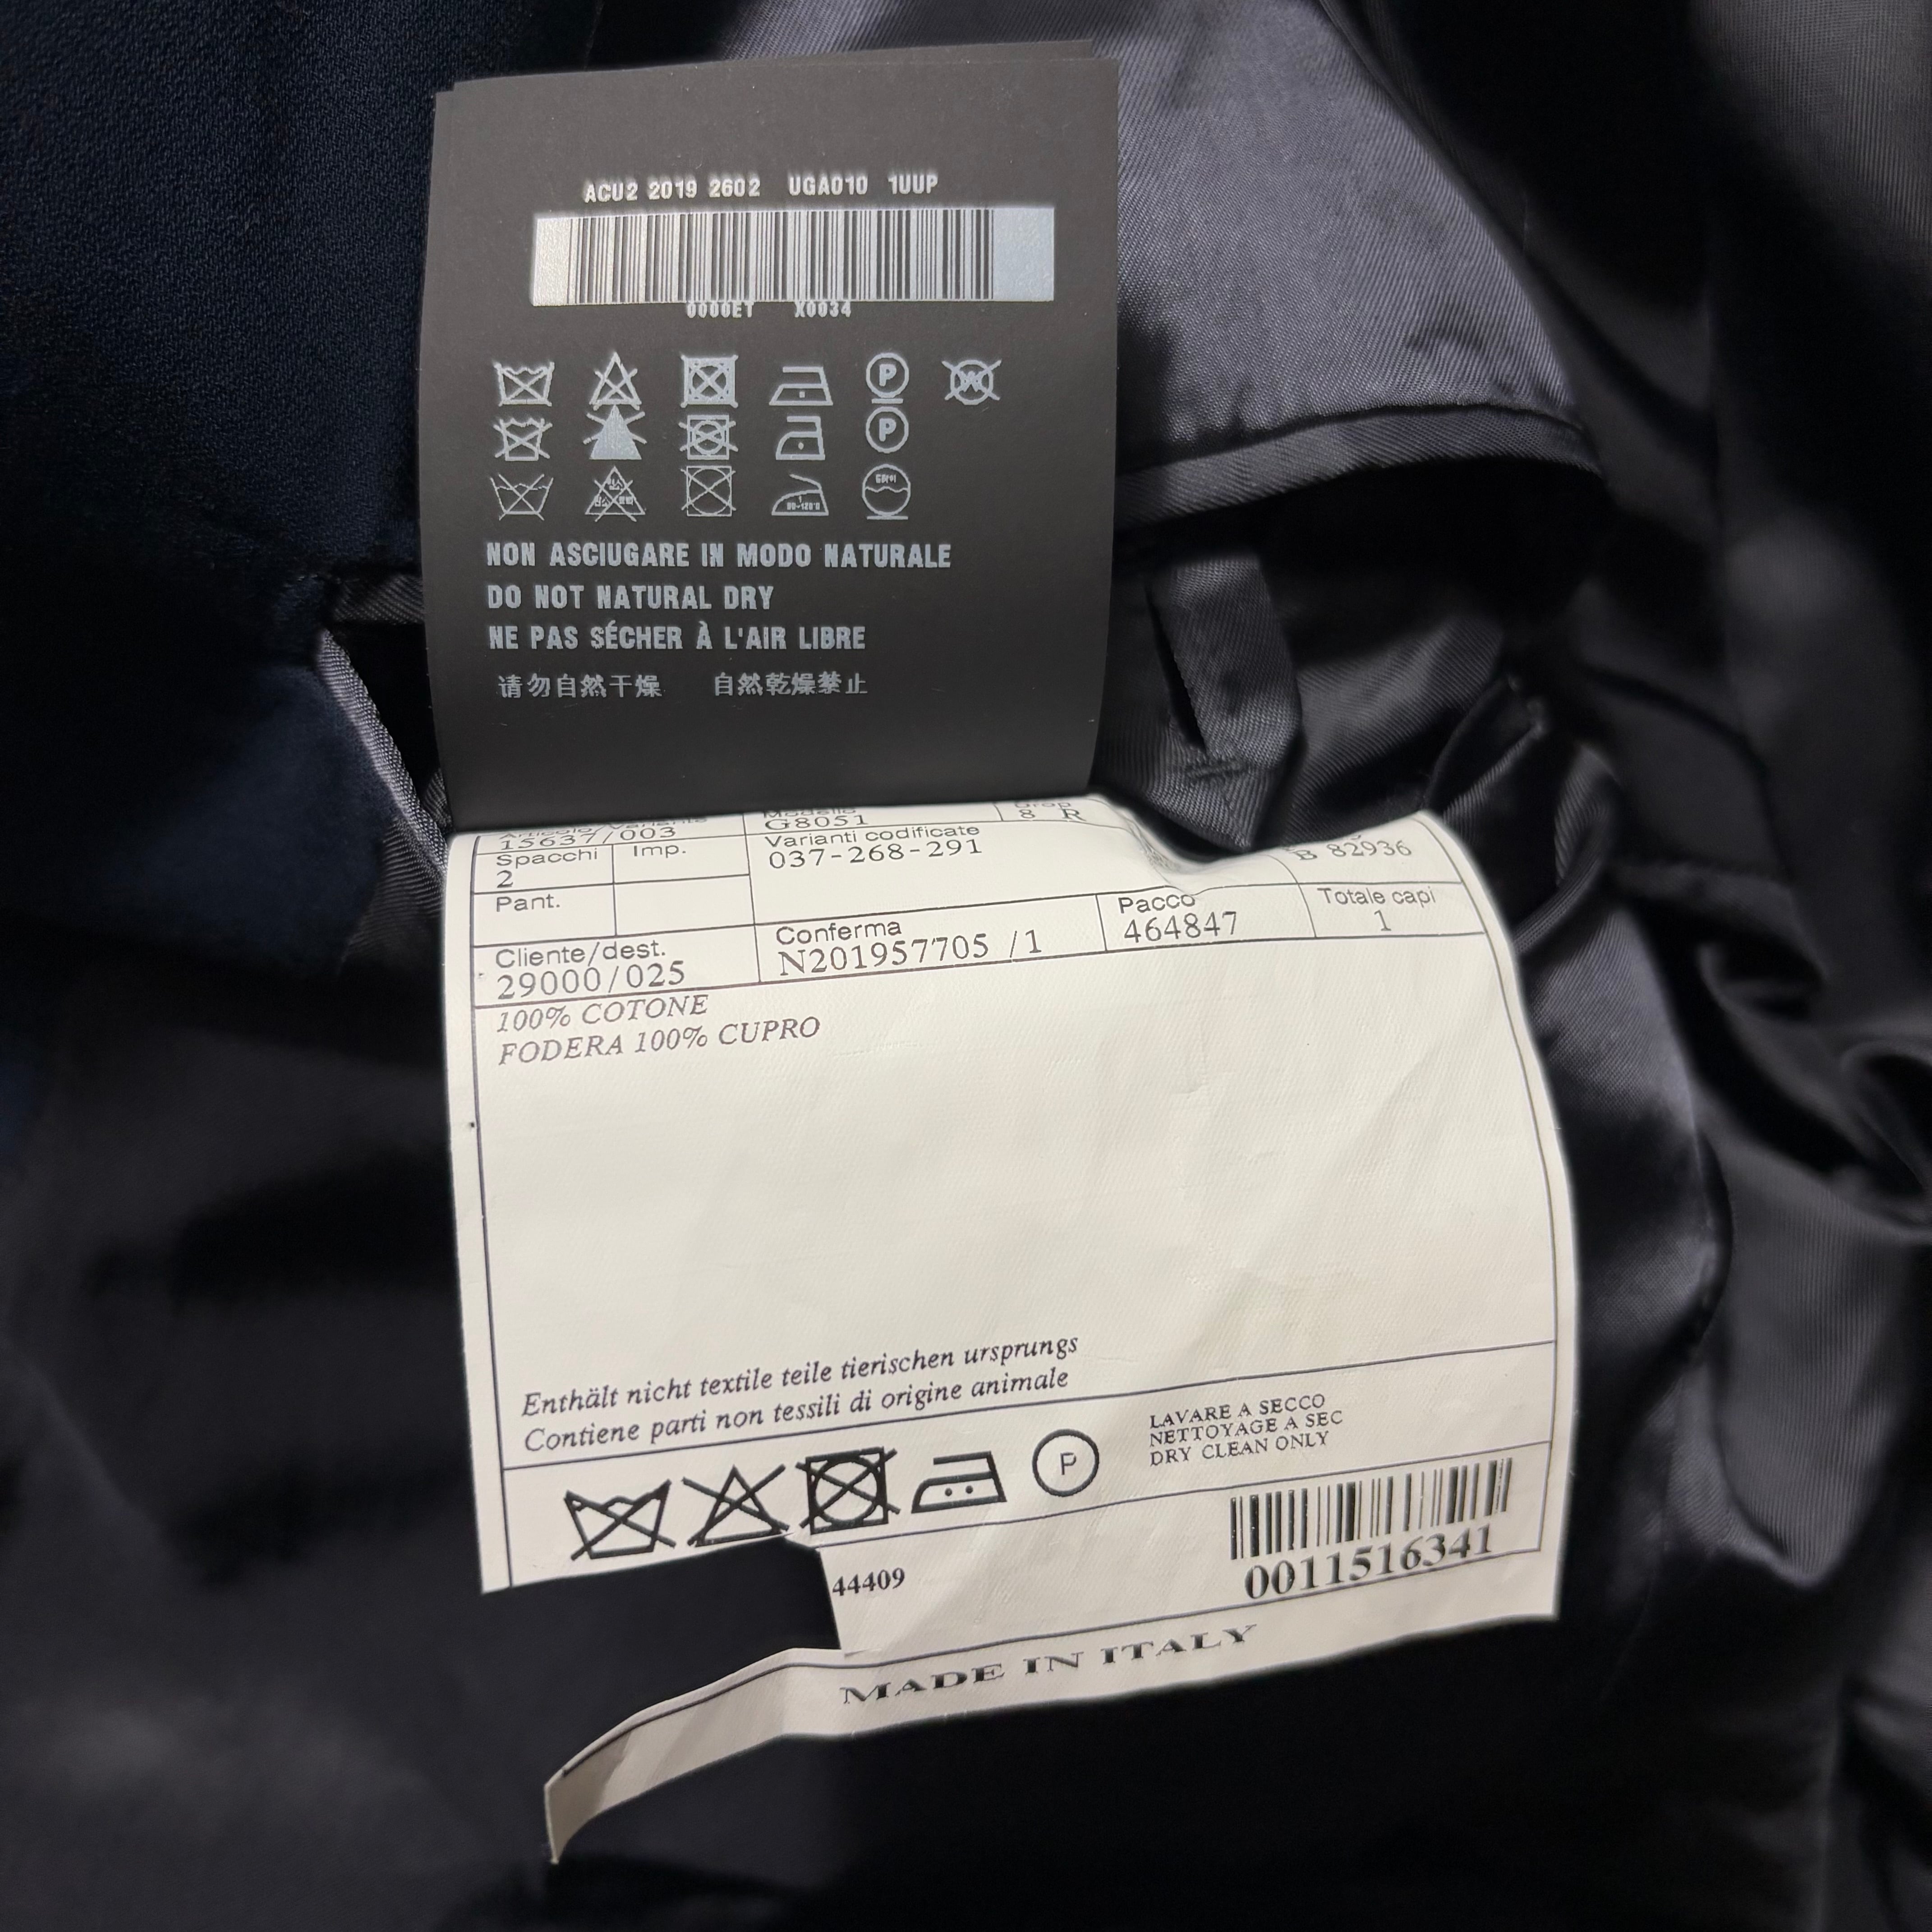 ACU2 2019 2602 UGA010 1UUP
0000ET X0034
P W
P
NON ASCIUGARE IN MODO NATURALE
DO NOT NATURAL DRY
NE PAS SÉCHER À L'AIR LIBRE
请勿自然干燥 自然乾燥禁止
Modello Drop
15637/003 G8051 8 R
Spacchi Imp. Varianti codificate
2 037-268-291 B 82936
Pant.
Cliente/dest. Conferma Pacco Totale capi
29000/025 N201957705 /1 464847 1
100% COTONE
FODERA 100% CUPRO
Enthält nicht textile teile tierischen ursprungs
Contiene parti non tessili di origine animale
LAVARE A SECCO
NETTOYAGE A SEC
DRY CLEAN ONLY
P
44409
0011516341
MADE IN ITALY